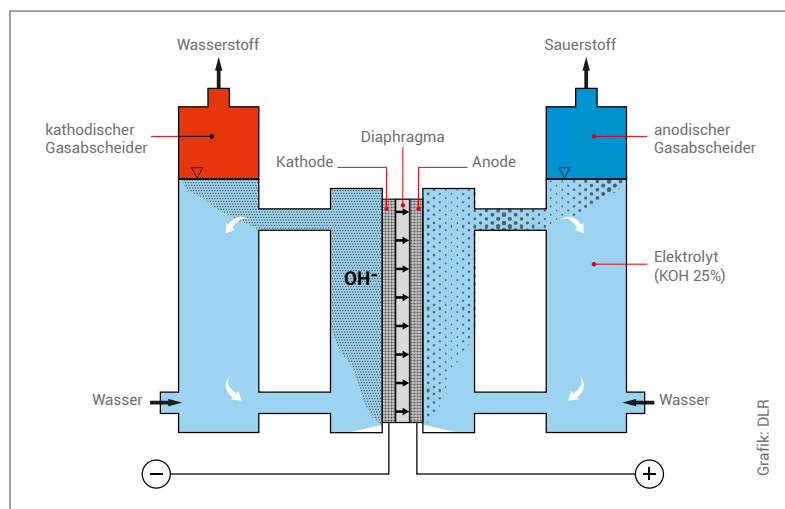 Wasserstoff
Sauerstoff
kathodischer
Gasabscheider
Diaphragma
Kathode
Anode
anodischer
Gasabscheider
OH⁻
Elektrolyt
(KOH 25%)
Wasser
Wasser
−
+
Grafik: DLR